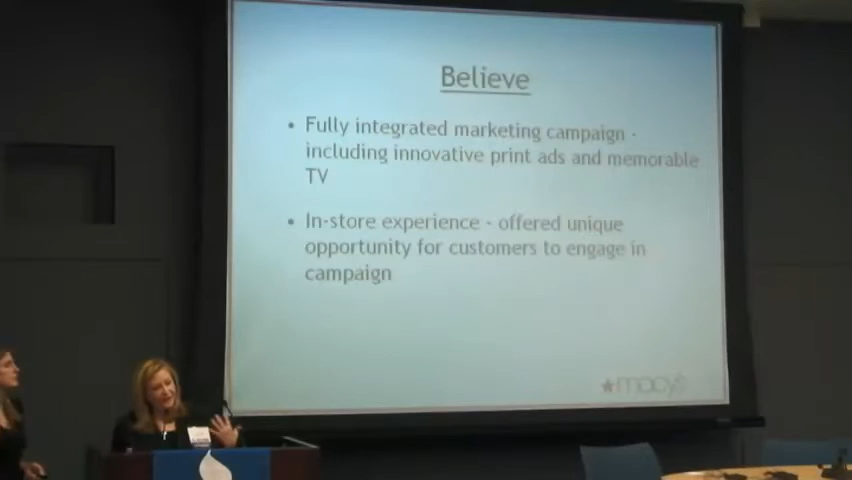 Believe
• Fully integrated marketing campaign -
including innovative print ads and memorable
TV
• In-store experience - offered unique
opportunity for customers to engage in
campaign
★macy's